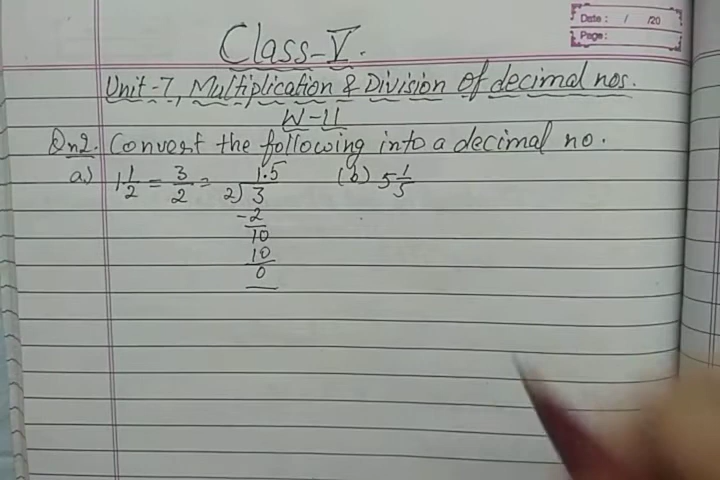 Date: / /20
Page:
Class-V.
Unit-7, Multiplication & Division of decimal nos.
W-11
Qn2. Convert the following into a decimal no.
a) 1 1/2 = 3/2 = 2) 3 1.5 (b) 5 1/5
-2
10
10
0